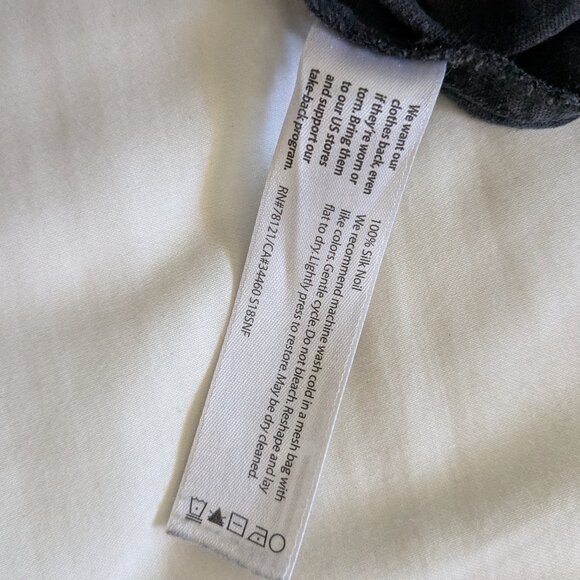 We want our
clothes back, even
if they're worn or
torn. Bring them
to our US stores
and support our
take-back program.
100% Silk Noil
We recommend machine wash cold in a mesh bag with
like colors. Gentle cycle. Do not bleach. Reshape and lay
flat to dry. Lightly press to restore. May be dry cleaned.
RN#78121/CA#34460 S18SNF